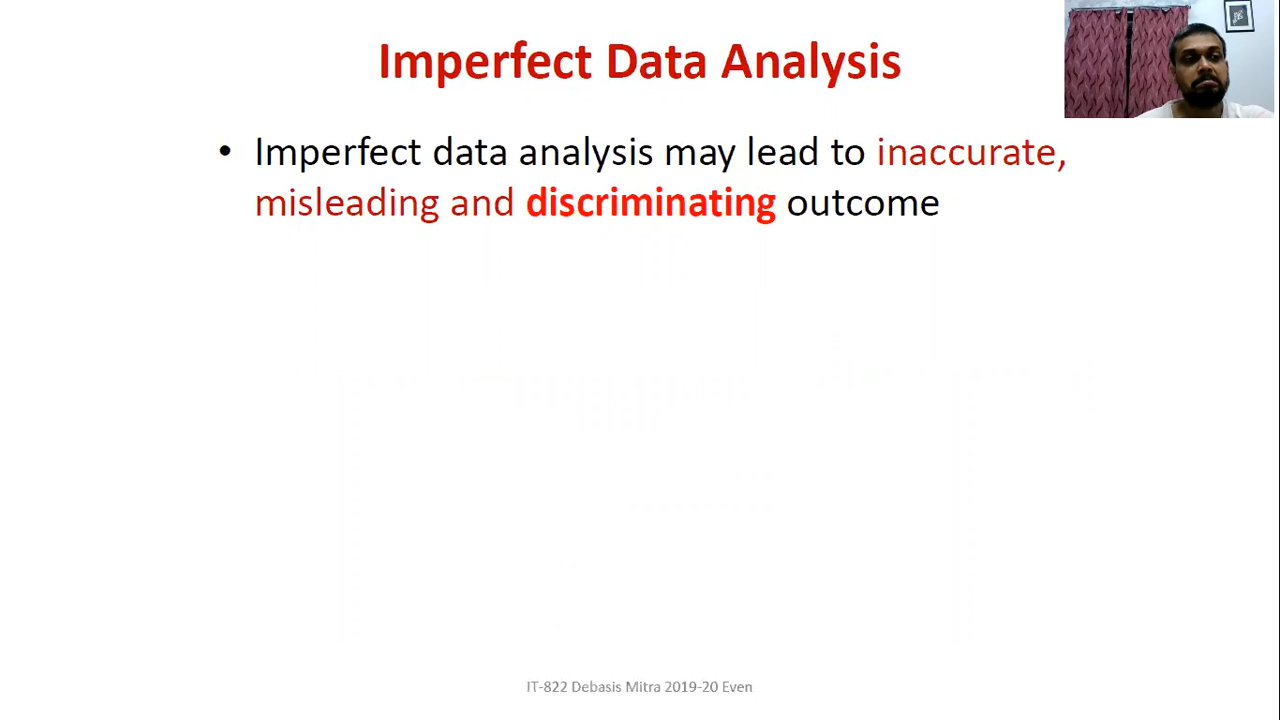 Imperfect Data Analysis
• Imperfect data analysis may lead to inaccurate,
misleading and discriminating outcome
IT-822 Debasis Mitra 2019-20 Even